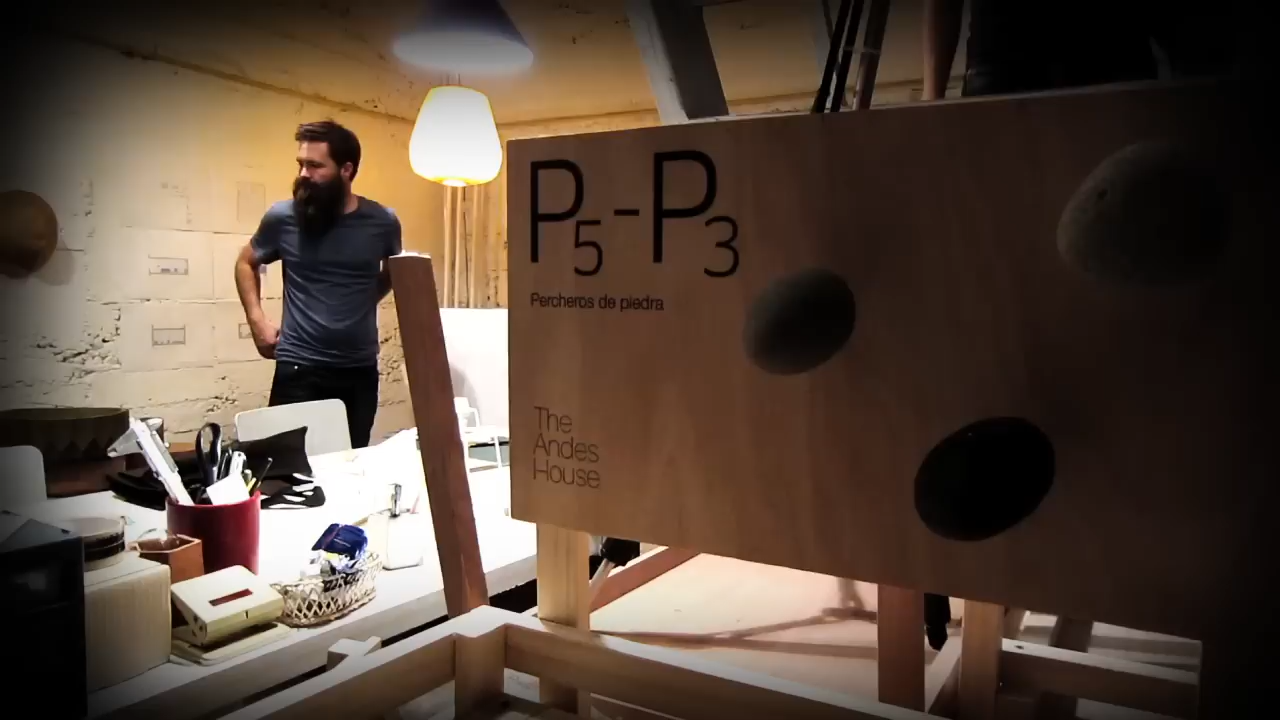 P5-P3
Percheros de piedra
The
Andes
House